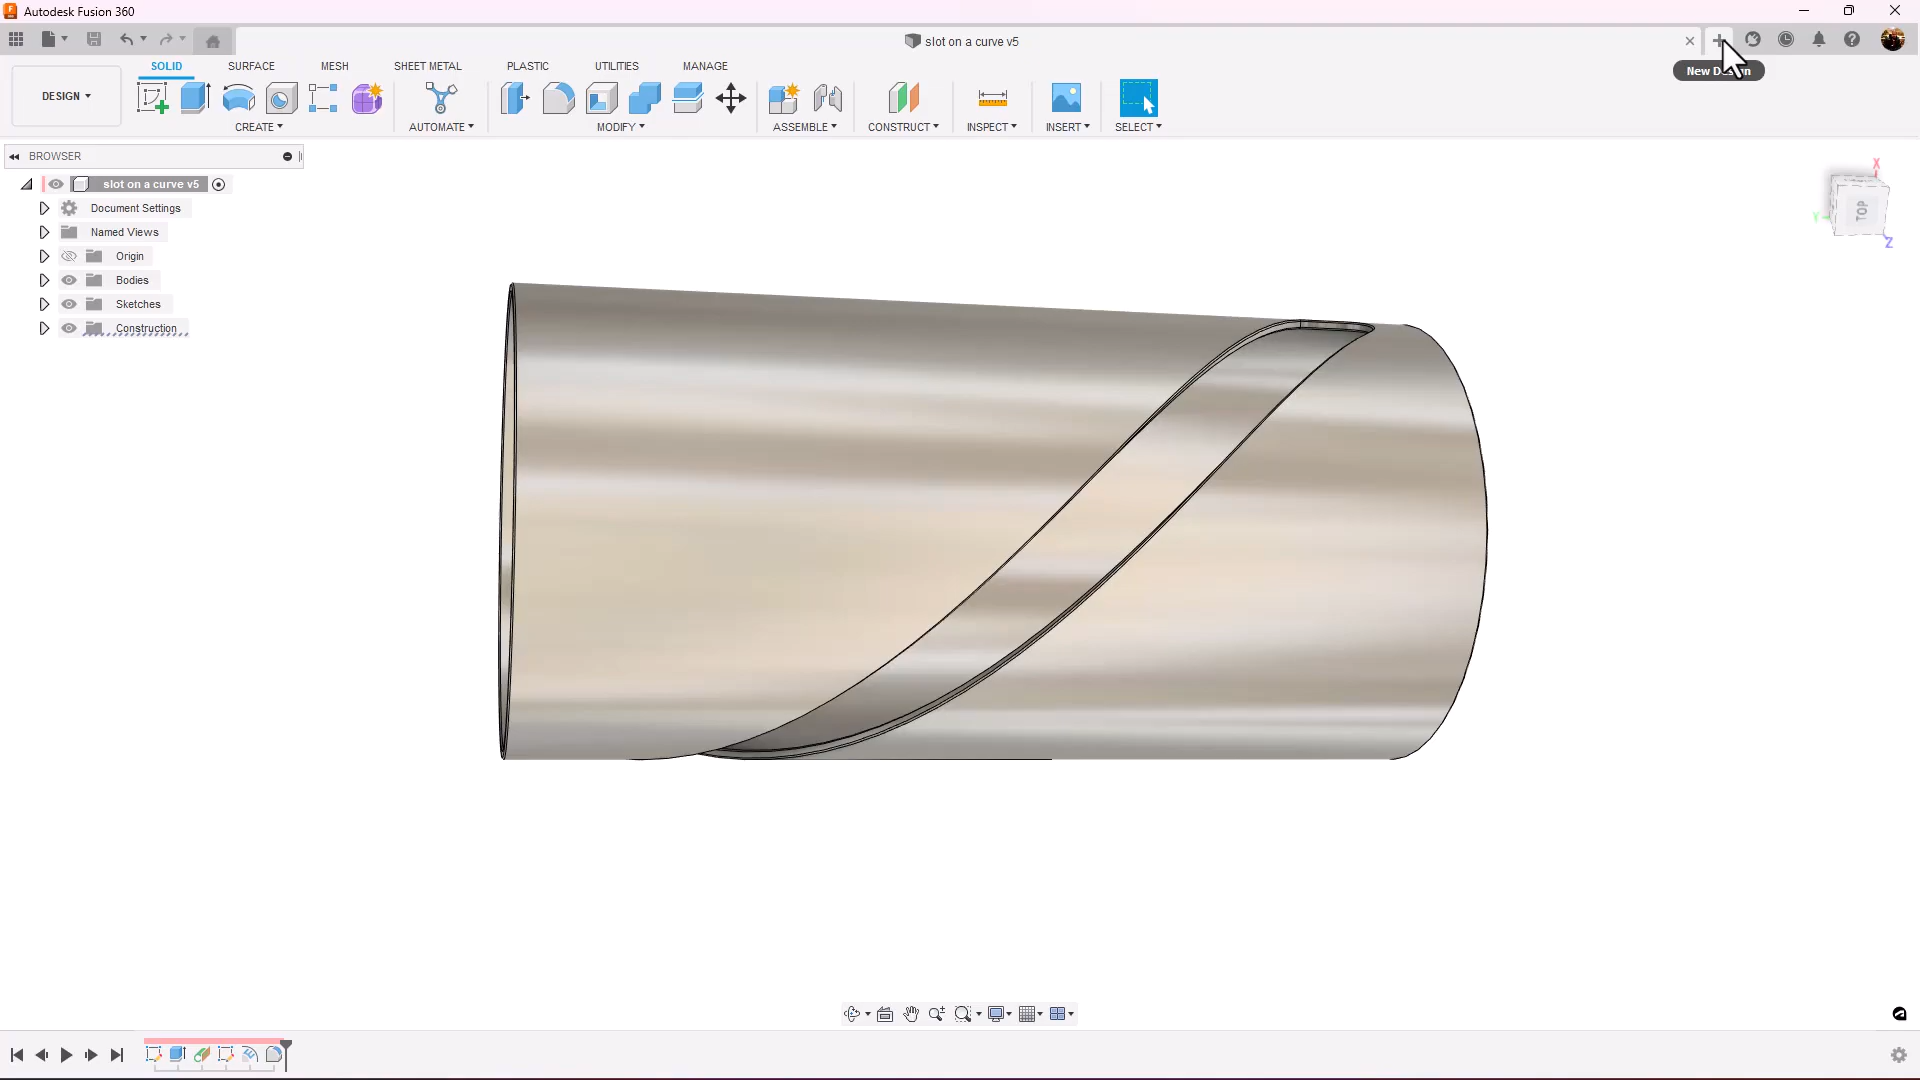 Autodesk Fusion 360
slot on a curve v5
New Design
SOLID SURFACE MESH SHEET METAL PLASTIC UTILITIES MANAGE
DESIGN
CREATE AUTOMATE MODIFY ASSEMBLE CONSTRUCT INSPECT INSERT SELECT
BROWSER
slot on a curve v5
Document Settings
Named Views
Origin
Bodies
Sketches
Construction
X
TOP
Y
Z